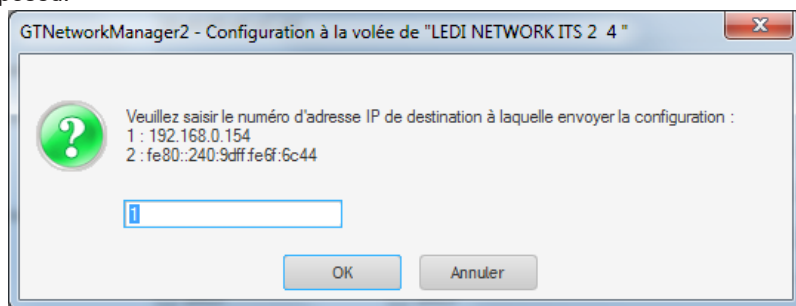 GTNetworkManager2 - Configuration à la volée de "LEDI NETWORK ITS 2 4 "
Veuillez saisir le numéro d'adresse IP de destination à laquelle envoyer la configuration :
1 : 192.168.0.154
2 : fe80::240:9dff:fe6f:6c44
1
OK
Annuler